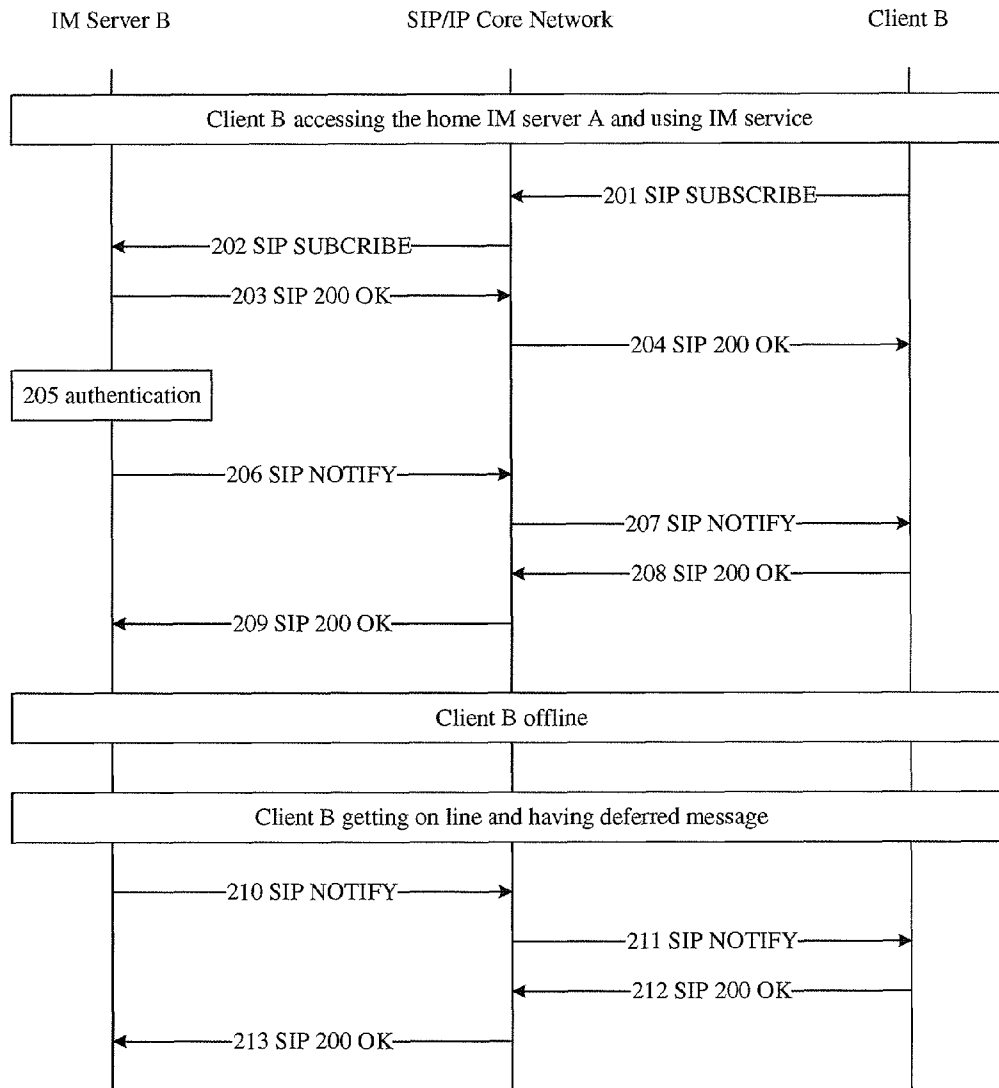 IM Server B
SIP/IP Core Network
Client B
Client B accessing the home IM server A and using IM service
201 SIP SUBSCRIBE
202 SIP SUBCRIBE
203 SIP 200 OK
204 SIP 200 OK
205 authentication
206 SIP NOTIFY
207 SIP NOTIFY
208 SIP 200 OK
209 SIP 200 OK
Client B offline
Client B getting on line and having deferred message
210 SIP NOTIFY
211 SIP NOTIFY
212 SIP 200 OK
213 SIP 200 OK